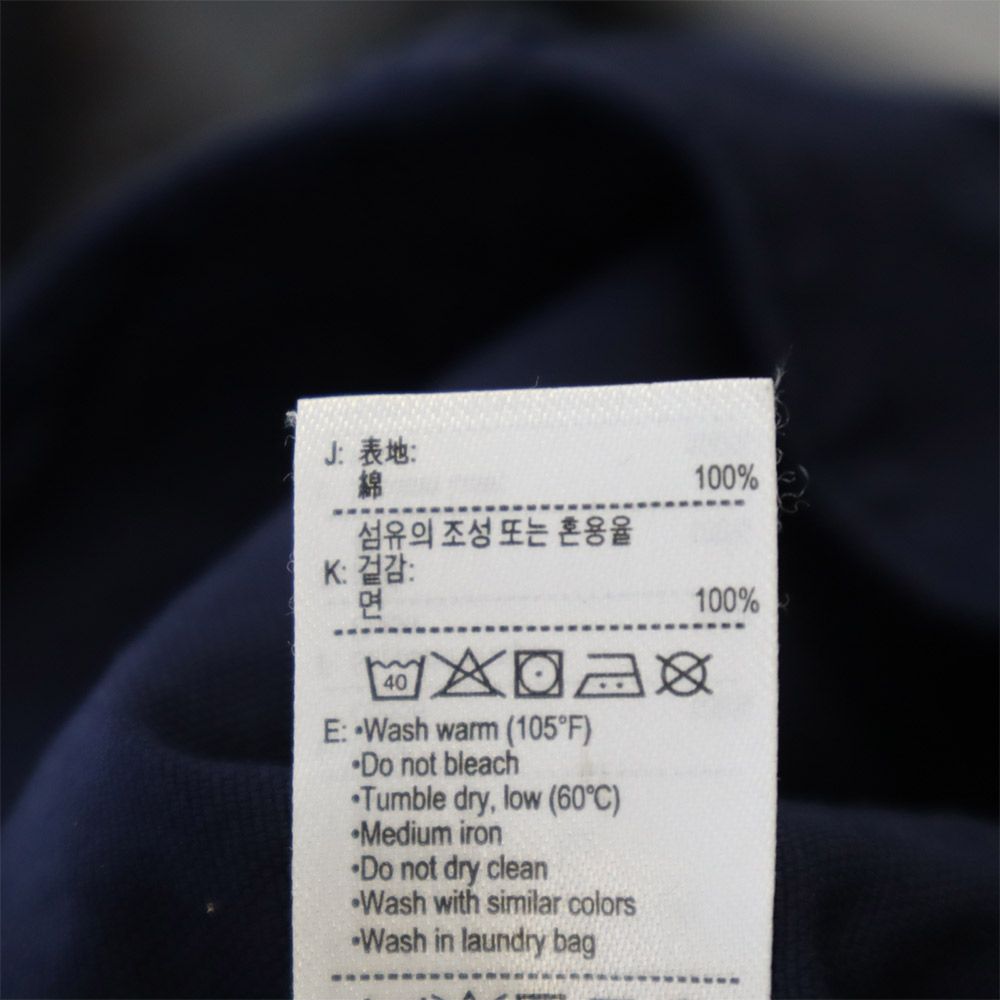 J: 表地:
綿 100%
섬유의 조성 또는 혼용율
K: 겉감:
면 100%
40
E: •Wash warm (105°F)
•Do not bleach
•Tumble dry, low (60°C)
•Medium iron
•Do not dry clean
•Wash with similar colors
•Wash in laundry bag